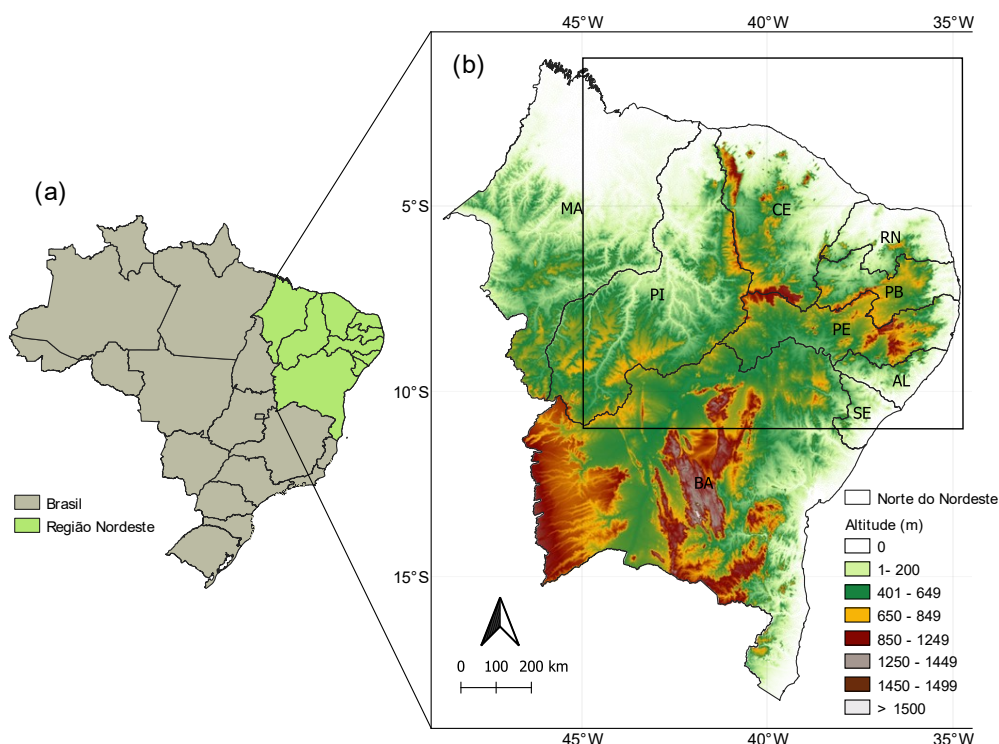 45°W 40°W 35°W
(b)
(a)
5°S
MA
CE
RN
PI
PB
PE
AL
10°S
SE
BA
Brasil
Região Nordeste
Norte do Nordeste
Altitude (m)
0
1- 200
401 - 649
650 - 849
850 - 1249
1250 - 1449
1450 - 1499
> 1500
15°S
0 100 200 km
45°W 40°W 35°W